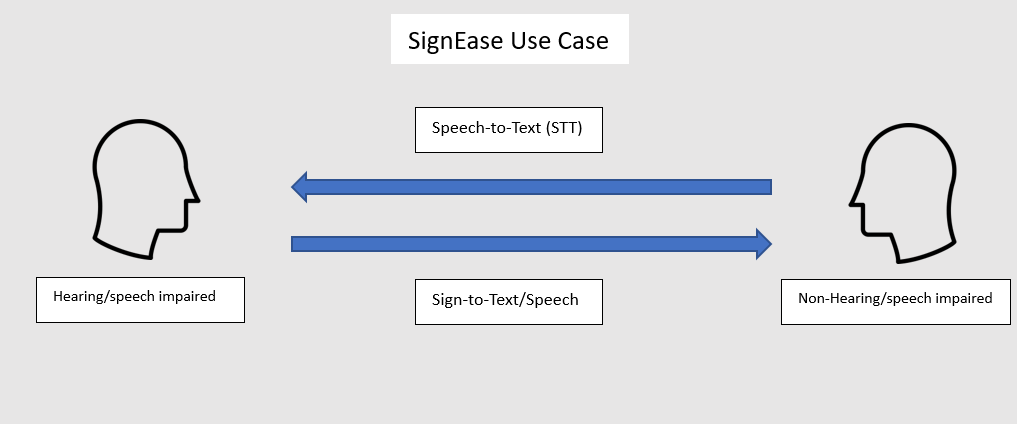 SignEase Use Case
Speech-to-Text (STT)
Hearing/speech impaired
Sign-to-Text/Speech
Non-Hearing/speech impaired